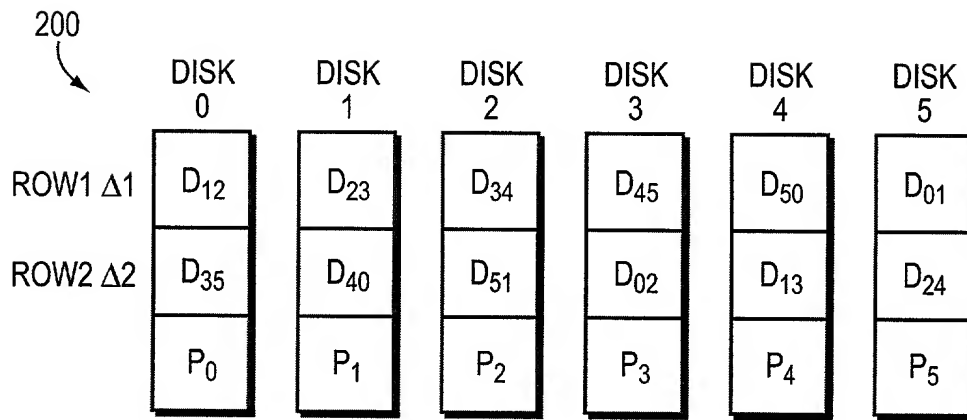 200
DISK 0 DISK 1 DISK 2 DISK 3 DISK 4 DISK 5
ROW1 Δ1 D₁₂ D₂₃ D₃₄ D₄₅ D₅₀ D₀₁
ROW2 Δ2 D₃₅ D₄₀ D₅₁ D₀₂ D₁₃ D₂₄
P₀ P₁ P₂ P₃ P₄ P₅